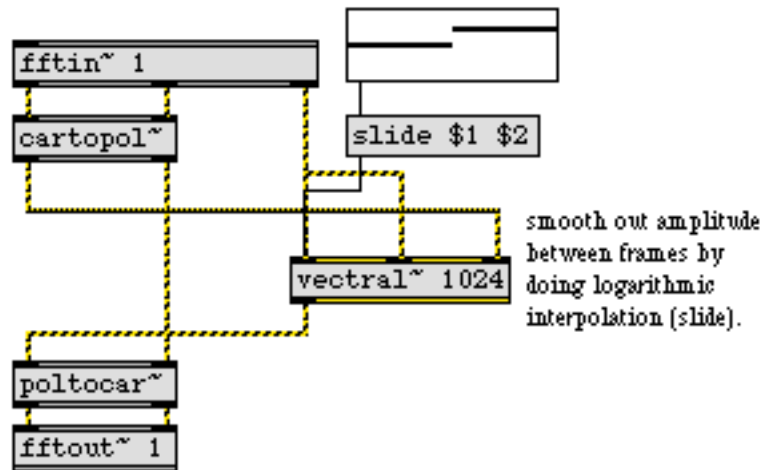 fftin~ 1
cartopol~
slide $1 $2
smooth out amplitude
between frames by
doing logarithmic
interpolation (slide).
vectral~ 1024
poltocar~
fftout~ 1